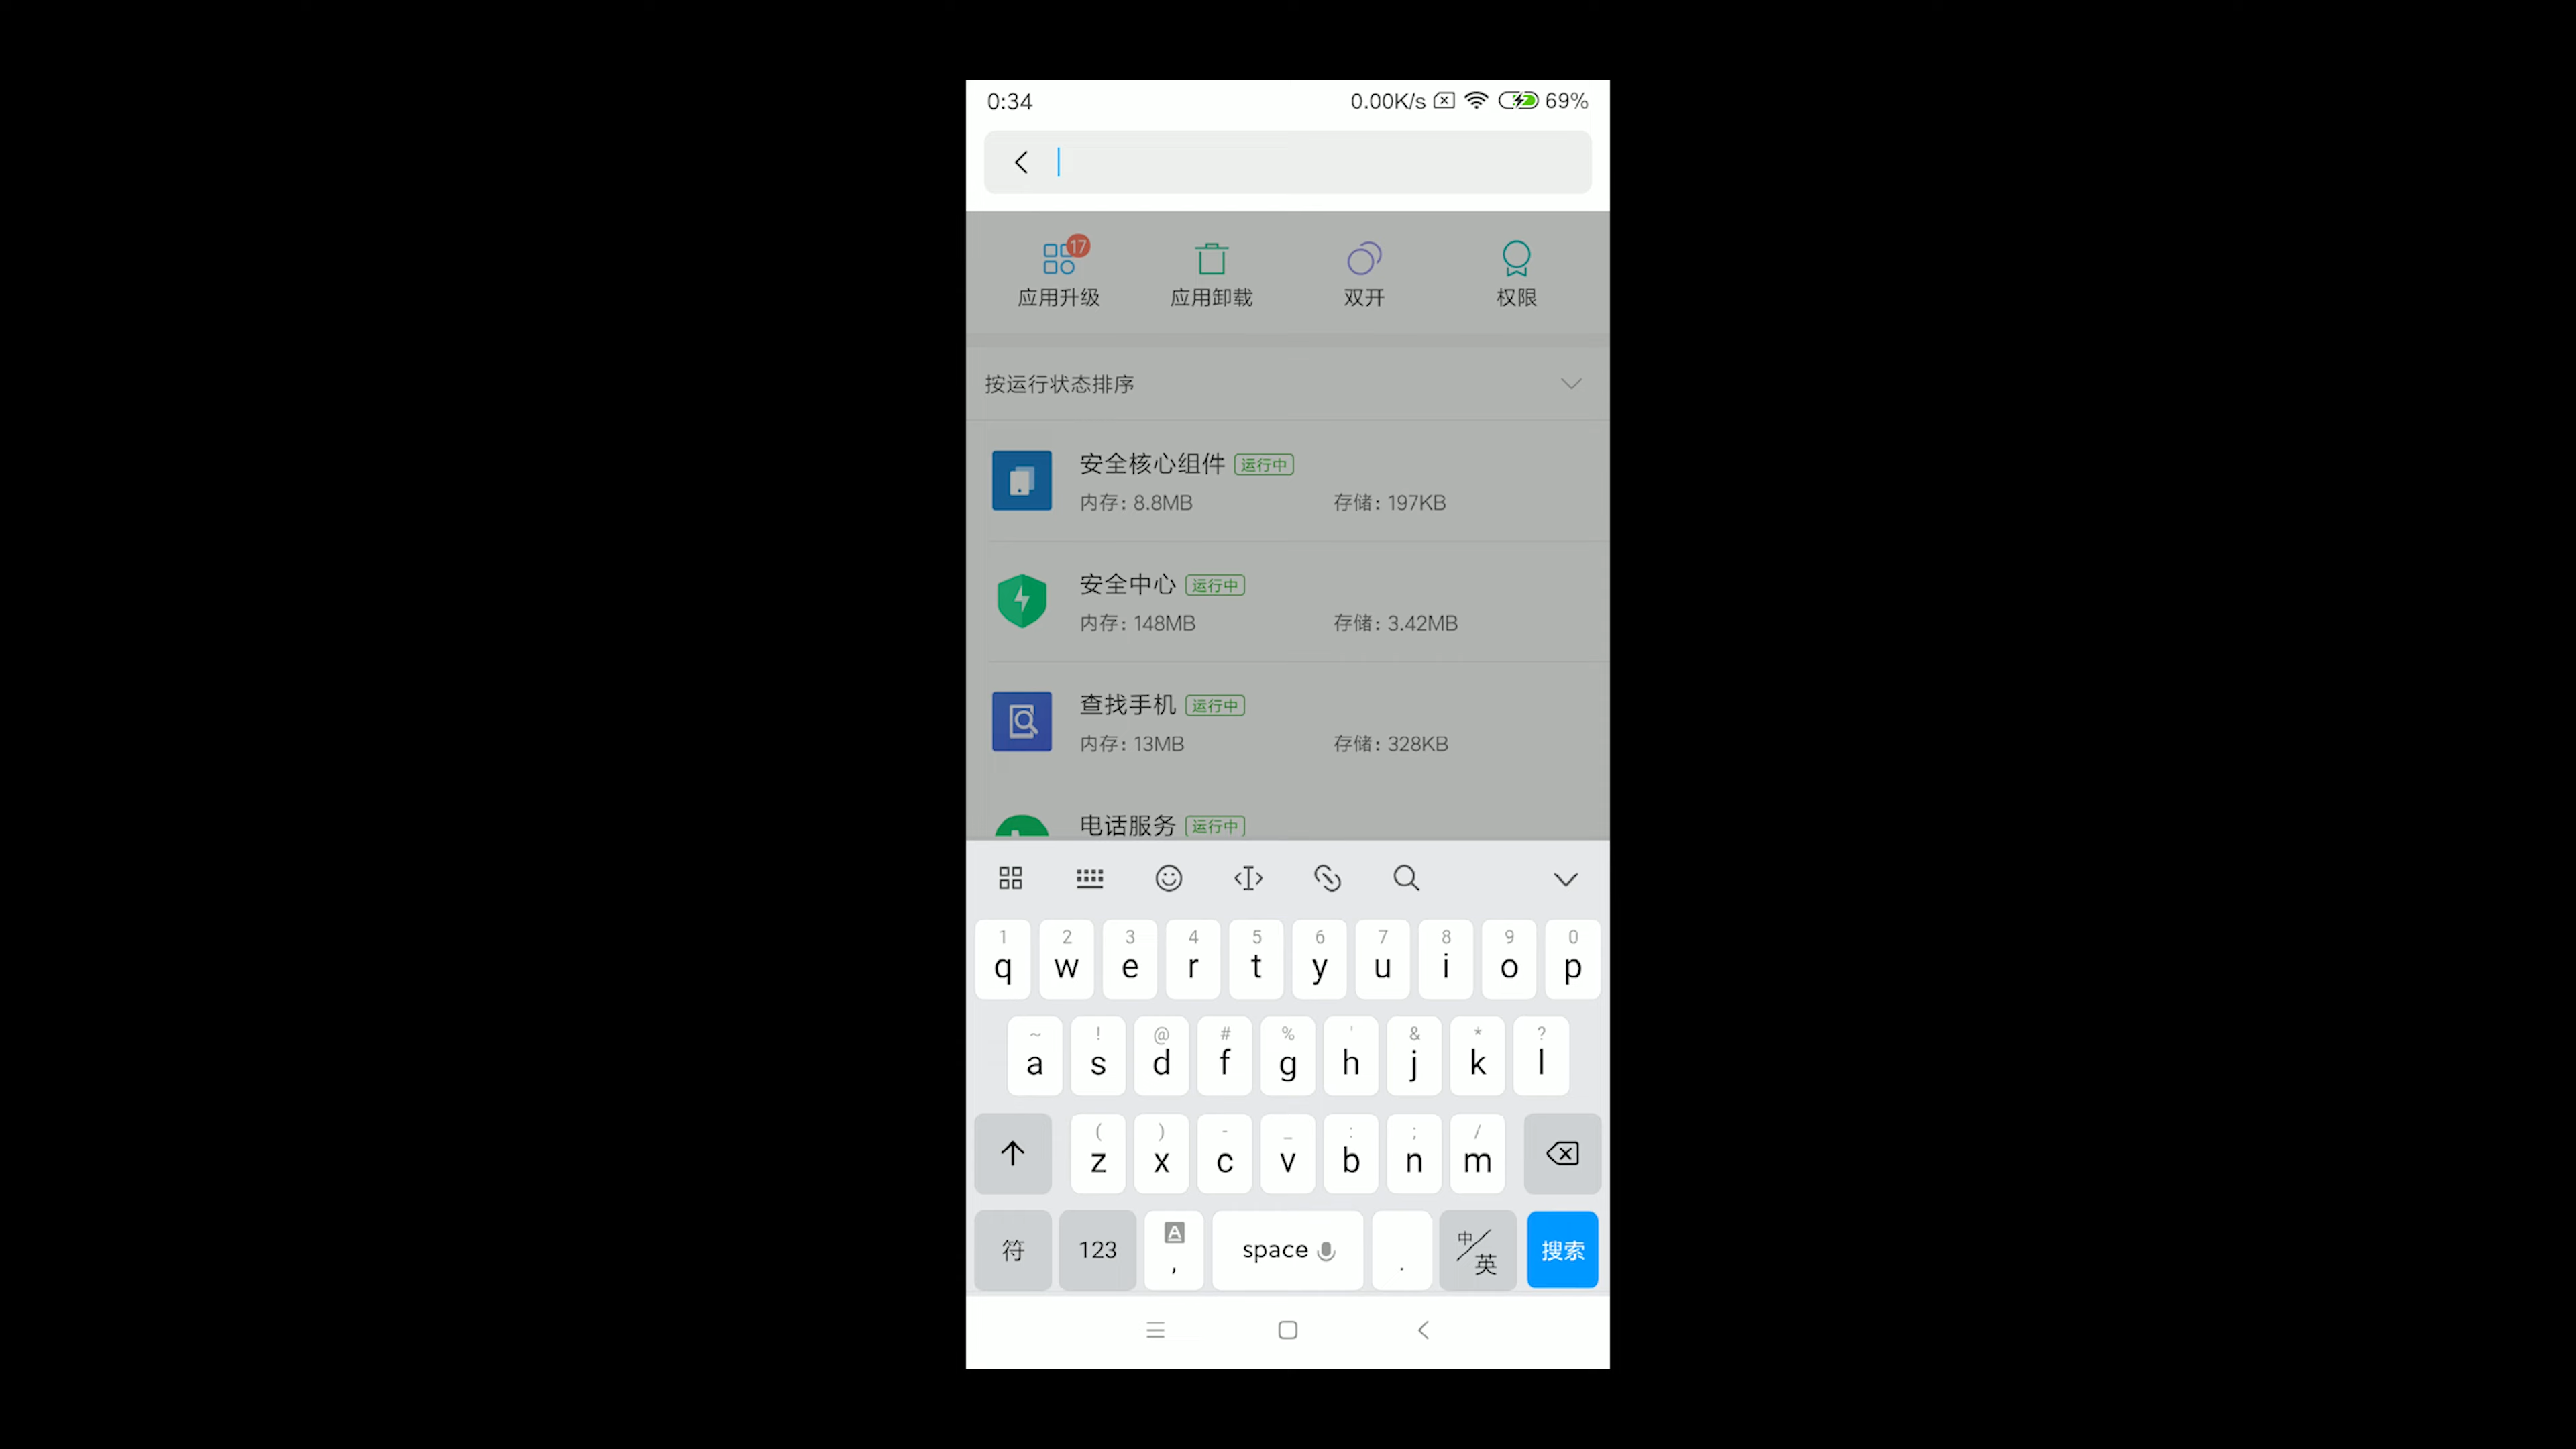 0:34 0.00K/s 69%
17
应用升级 应用卸载 双开 权限
按运行状态排序
安全核心组件 运行中
内存：8.8MB 存储：197KB
安全中心 运行中
内存：148MB 存储：3.42MB
查找手机 运行中
内存：13MB 存储：328KB
电话服务 运行中
1 2 3 4 5 6 7 8 9 0
q w e r t y u i o p
~ ! @ # % ' & * ?
a s d f g h j k l
( ) - _ : ; /
z x c v b n m
符 123 A , space . 中/英 搜索